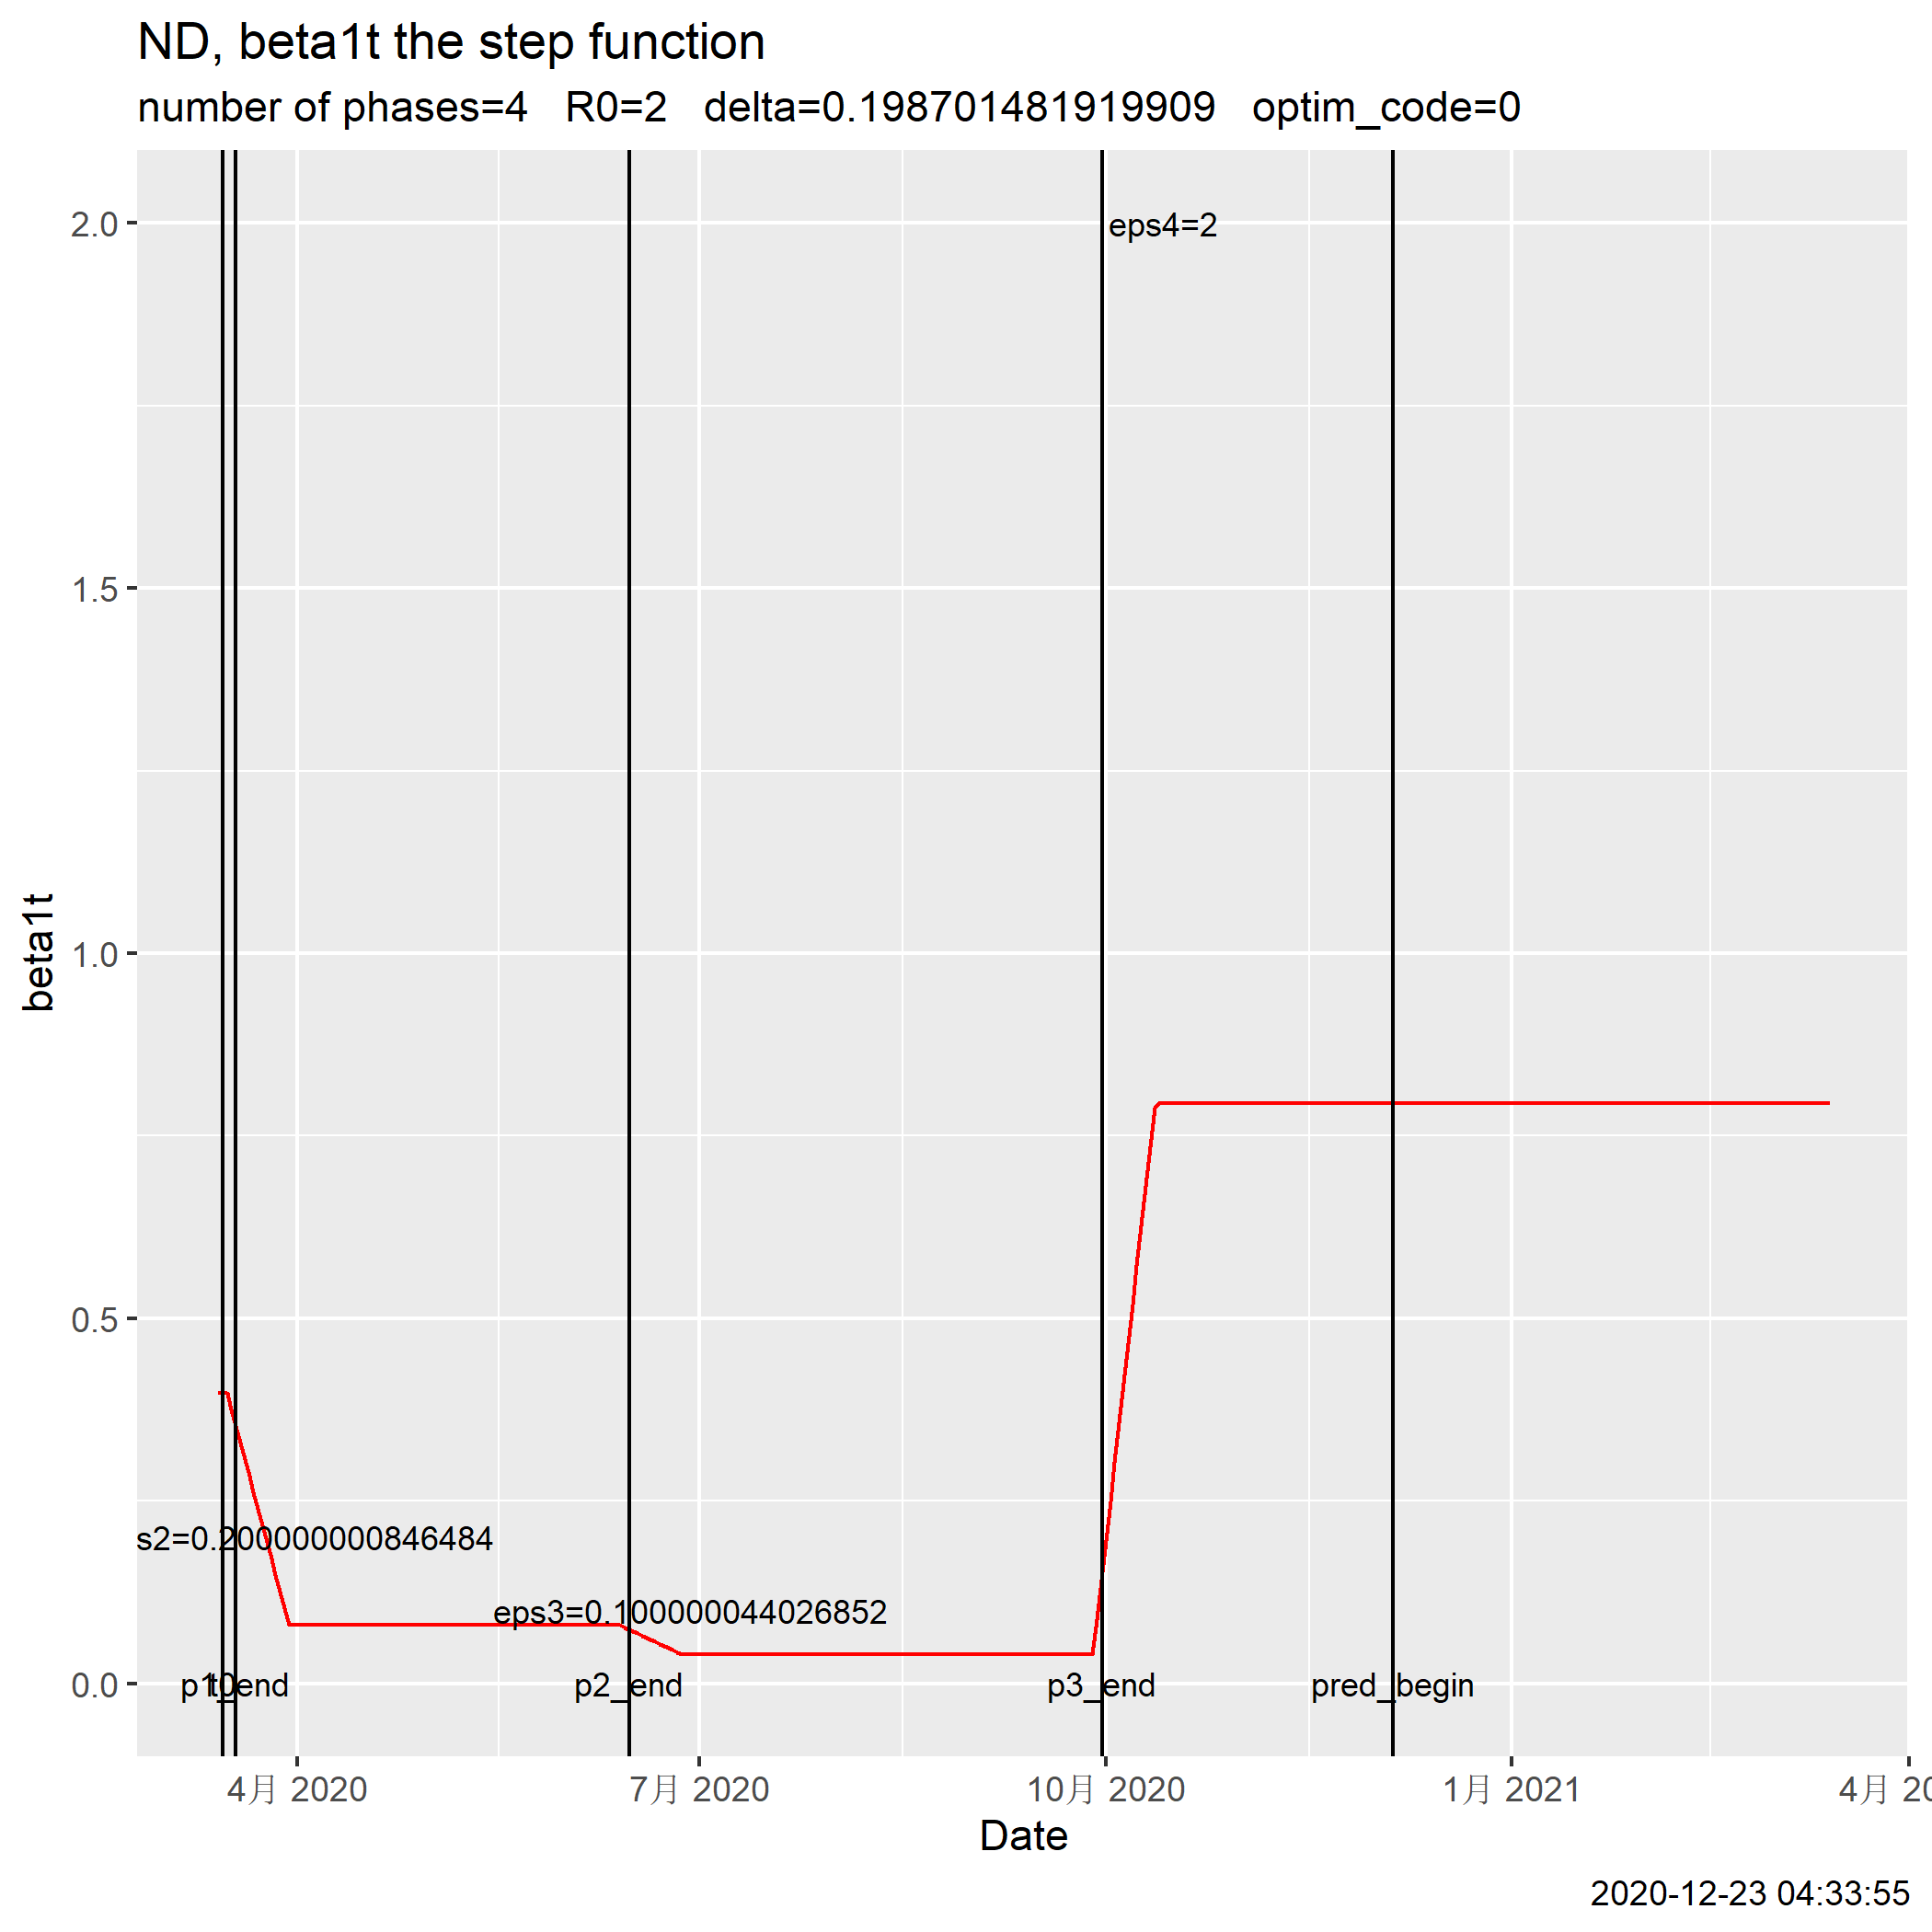 ND, beta1t the step function
number of phases=4   R0=2   delta=0.198701481919909   optim_code=0
eps4=2
2.0
1.5
1.0
0.5
0.0
beta1t
s2=0.200000000846484
eps3=0.100000044026852
p1_end
t0
p2_end
p3_end
pred_begin
4月 2020
7月 2020
10月 2020
1月 2021
4月 20
Date
2020-12-23 04:33:55